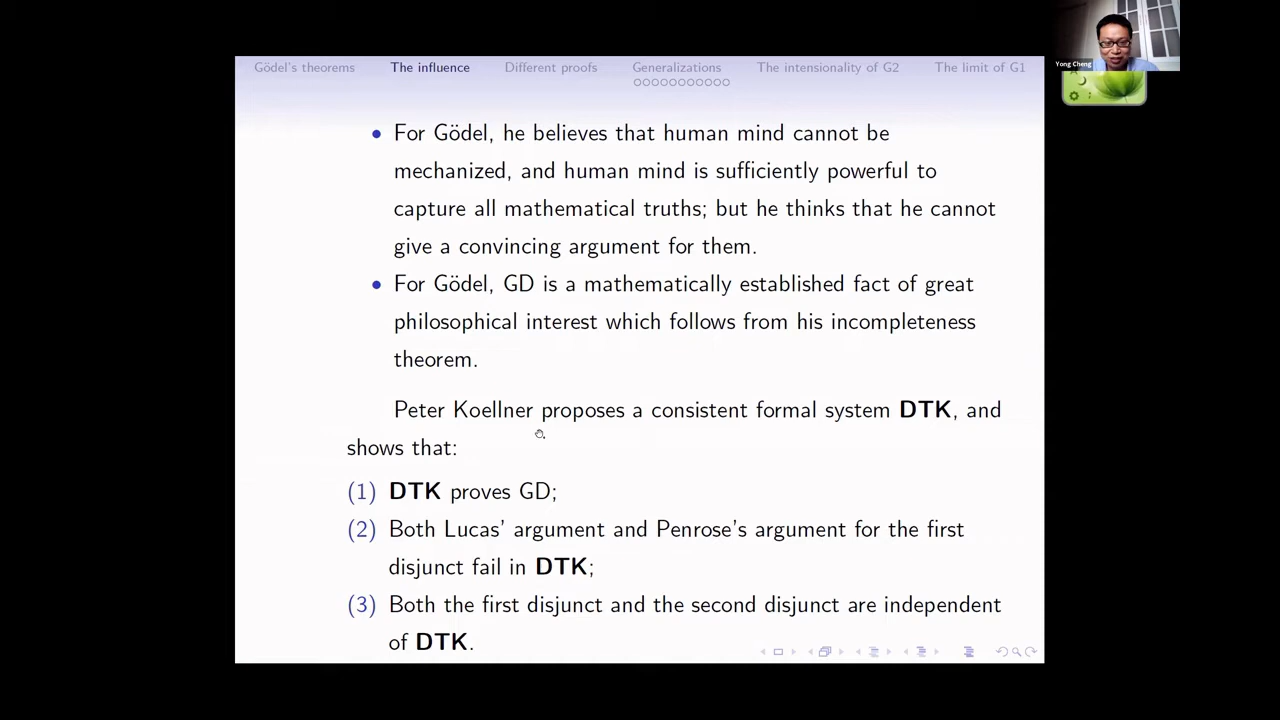 Gödel's theorems The influence Different proofs Generalizations The intensionality of G2 The limit of G1
Yong Cheng
• For Gödel, he believes that human mind cannot be
mechanized, and human mind is sufficiently powerful to
capture all mathematical truths; but he thinks that he cannot
give a convincing argument for them.
• For Gödel, GD is a mathematically established fact of great
philosophical interest which follows from his incompleteness
theorem.
Peter Koellner proposes a consistent formal system DTK, and
shows that:
(1) DTK proves GD;
(2) Both Lucas' argument and Penrose's argument for the first
disjunct fail in DTK;
(3) Both the first disjunct and the second disjunct are independent
of DTK.